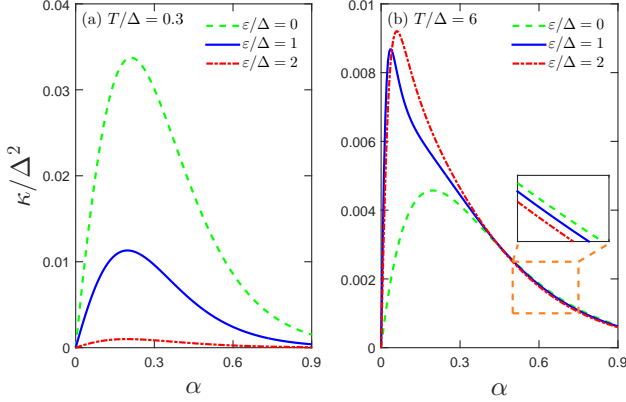 (a) T/Δ = 0.3
ε/Δ = 0
ε/Δ = 1
ε/Δ = 2
0.04
0.03
0.02
0.01
0
κ/Δ²
0 0.3 0.6 0.9
α
(b) T/Δ = 6
ε/Δ = 0
ε/Δ = 1
ε/Δ = 2
0.01
0.008
0.006
0.004
0.002
0
0 0.3 0.6 0.9
α